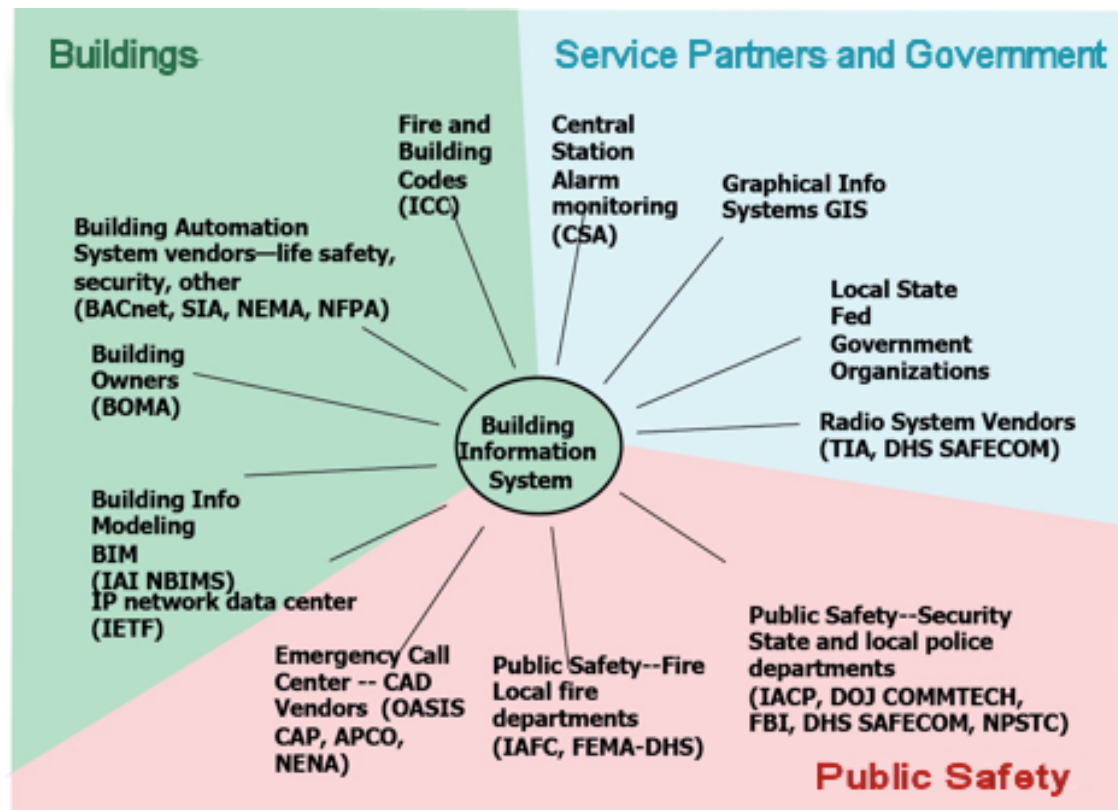 Buildings
Service Partners and Government
Fire and
Building
Codes
(ICC)
Central
Station
Alarm
monitoring
(CSA)
Graphical Info
Systems GIS
Building Automation
System vendors—life safety,
security, other
(BACnet, SIA, NEMA, NFPA)
Local State
Fed
Government
Organizations
Building
Owners
(BOMA)
Building
Information
System
Radio System Vendors
(TIA, DHS SAFECOM)
Building Info
Modeling
BIM
(IAI NBIMS)
IP network data center
(IETF)
Emergency Call
Center -- CAD
Vendors (OASIS
CAP, APCO,
NENA)
Public Safety--Fire
Local fire
departments
(IAFC, FEMA-DHS)
Public Safety--Security
State and local police
departments
(IACP, DOJ COMMTECH,
FBI, DHS SAFECOM, NPSTC)
Public Safety